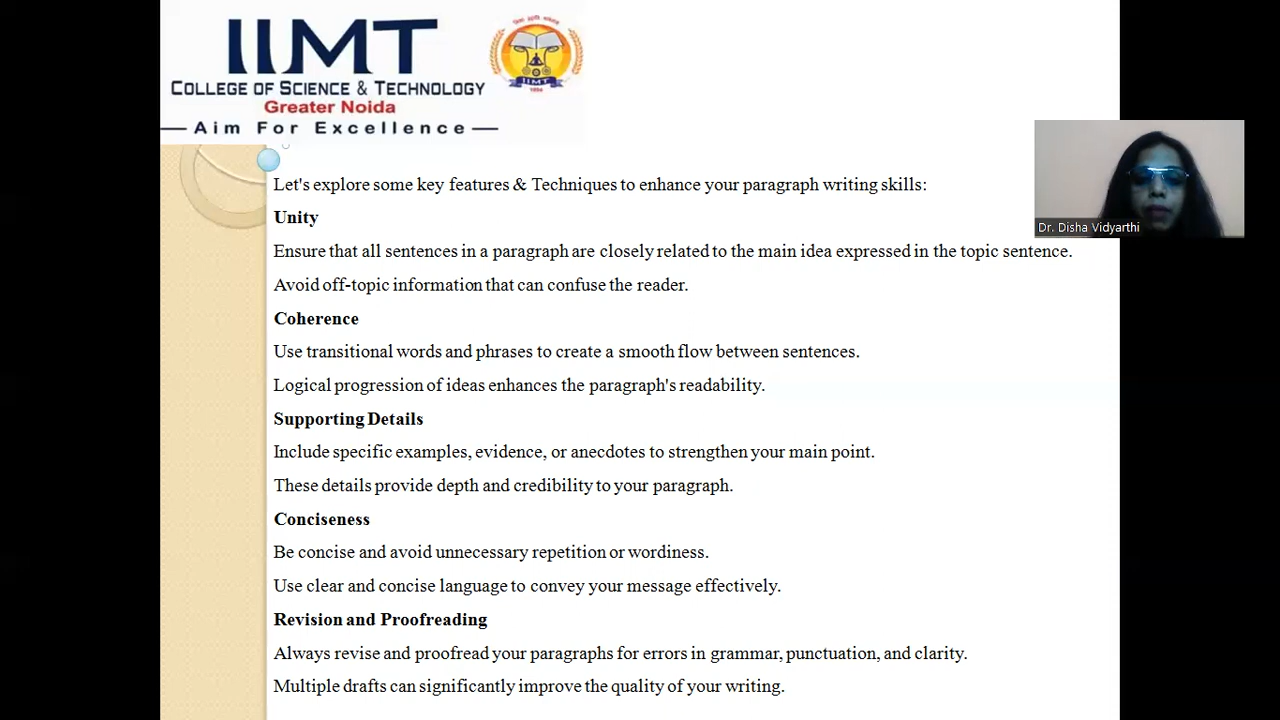 IIMT
COLLEGE OF SCIENCE & TECHNOLOGY
Greater Noida
Aim For Excellence
IIMT
Let's explore some key features & Techniques to enhance your paragraph writing skills:
Unity
Ensure that all sentences in a paragraph are closely related to the main idea expressed in the topic sentence.
Avoid off-topic information that can confuse the reader.
Coherence
Use transitional words and phrases to create a smooth flow between sentences.
Logical progression of ideas enhances the paragraph's readability.
Supporting Details
Include specific examples, evidence, or anecdotes to strengthen your main point.
These details provide depth and credibility to your paragraph.
Conciseness
Be concise and avoid unnecessary repetition or wordiness.
Use clear and concise language to convey your message effectively.
Revision and Proofreading
Always revise and proofread your paragraphs for errors in grammar, punctuation, and clarity.
Multiple drafts can significantly improve the quality of your writing.
Dr. Disha Vidyarthi